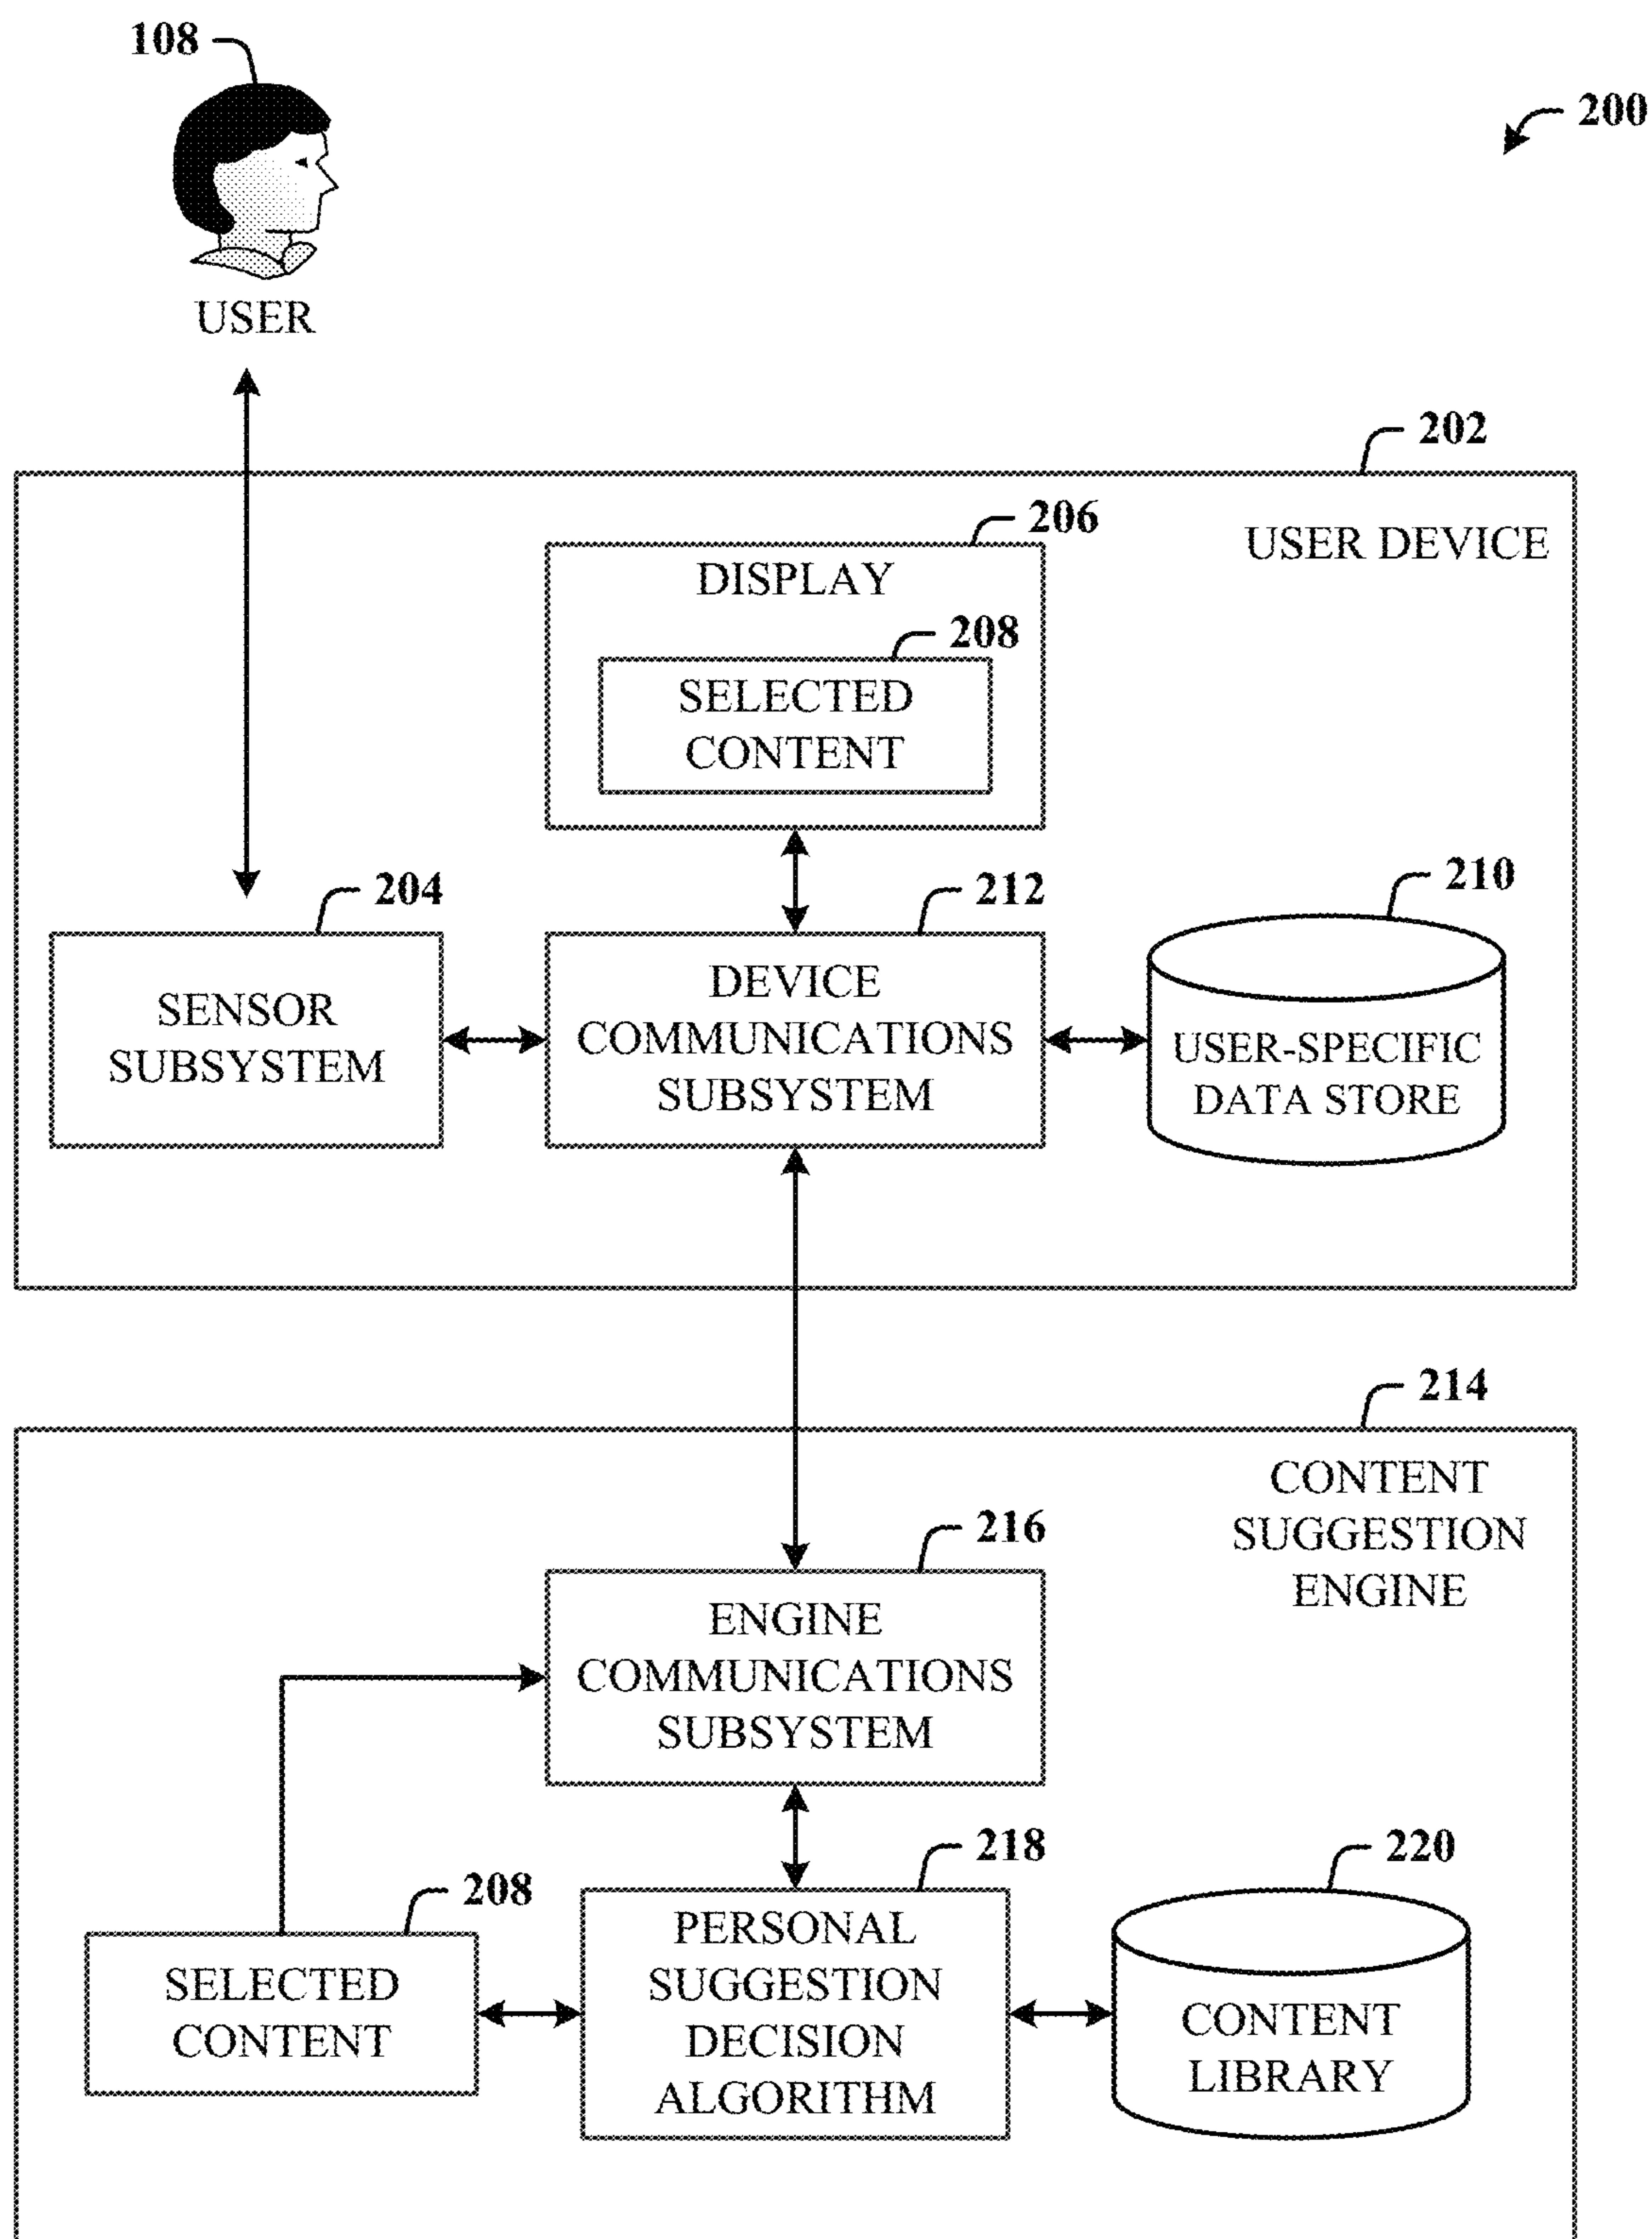 108
200
USER
202
USER DEVICE
206
DISPLAY
208
SELECTED
CONTENT
204
212
210
SENSOR
SUBSYSTEM
DEVICE
COMMUNICATIONS
SUBSYSTEM
USER-SPECIFIC
DATA STORE
214
CONTENT
SUGGESTION
ENGINE
216
ENGINE
COMMUNICATIONS
SUBSYSTEM
208
218
220
SELECTED
CONTENT
PERSONAL
SUGGESTION
DECISION
ALGORITHM
CONTENT
LIBRARY